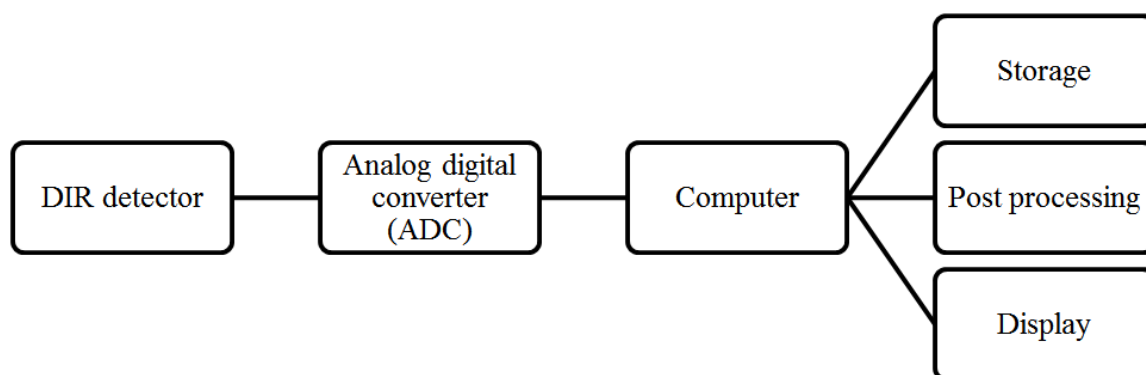 DIR detector
Analog digital
converter
(ADC)
Computer
Storage
Post processing
Display